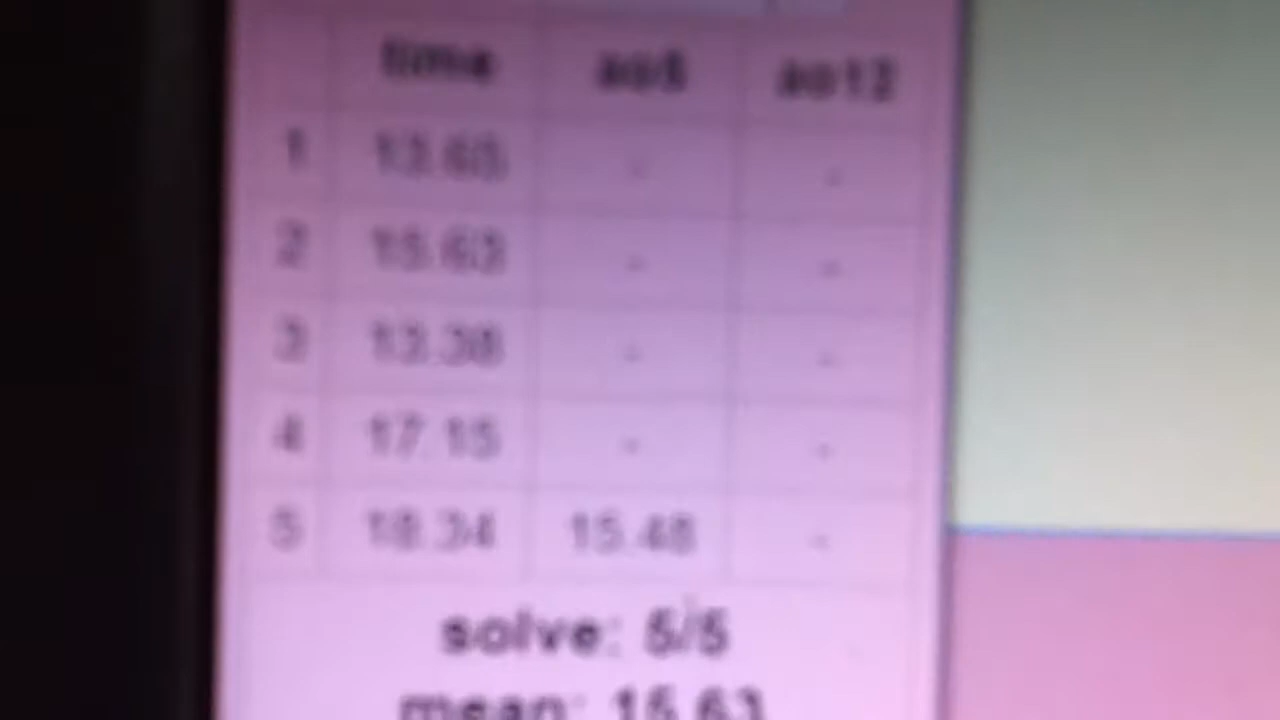 time ao5 ao12
1 13.65 - -
2 15.63 - -
3 13.38 - -
4 17.15 - -
5 18.34 15.48 -
solve: 5/5
mean: 15.63